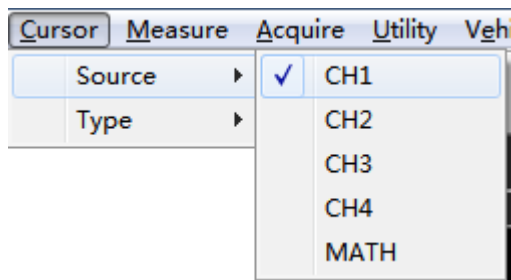 Cursor Measure Acquire Utility Vehi
Source CH1
Type CH2
CH3
CH4
MATH